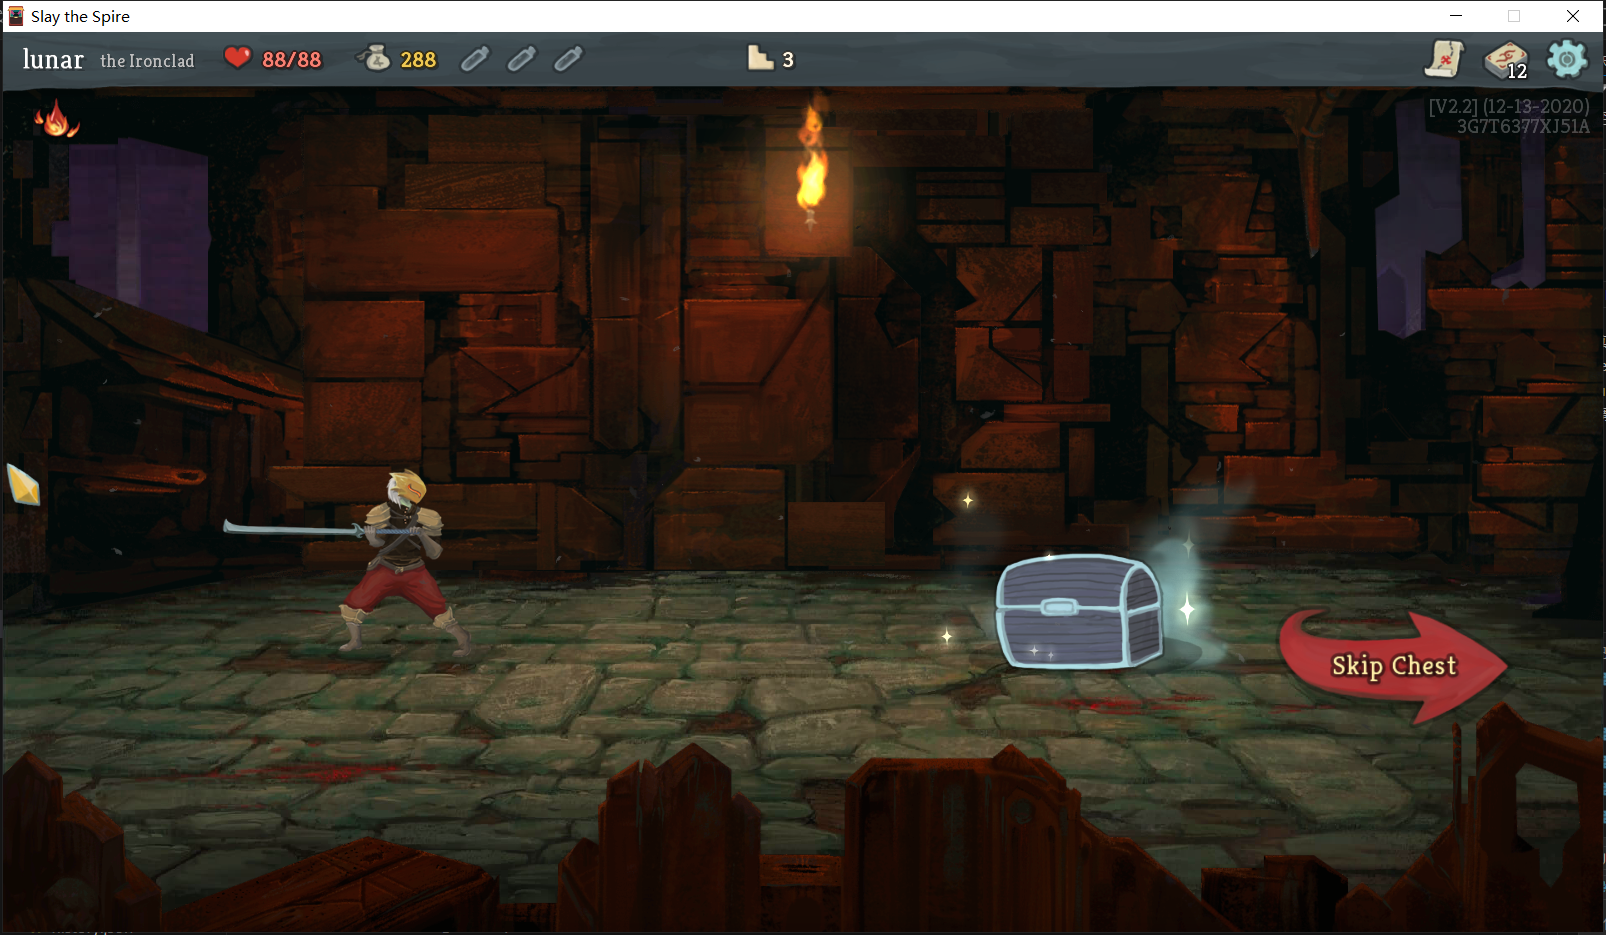 Slay the Spire
lunar the Ironclad 88/88 288 3 12
[V2.2] (12-13-2020)
3G7T6377XJ51A
Skip Chest